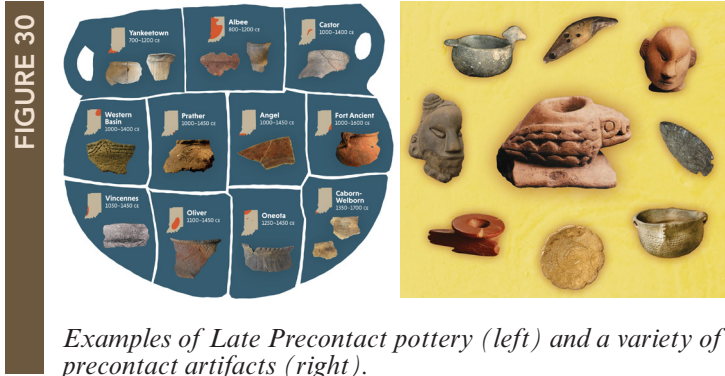 FIGURE 30
Yankeetown
700–1200 CE
Albee
800–1200 CE
Castor
1000–1400 CE
Western
Basin
1000–1400 CE
Prather
1000–1450 CE
Angel
1000–1450 CE
Fort Ancient
1000–1600 CE
Vincennes
1050–1450 CE
Oliver
1100–1450 CE
Oneota
1250–1450 CE
Caborn-
Welborn
1350–1700 CE
Examples of Late Precontact pottery (left) and a variety of
precontact artifacts (right).